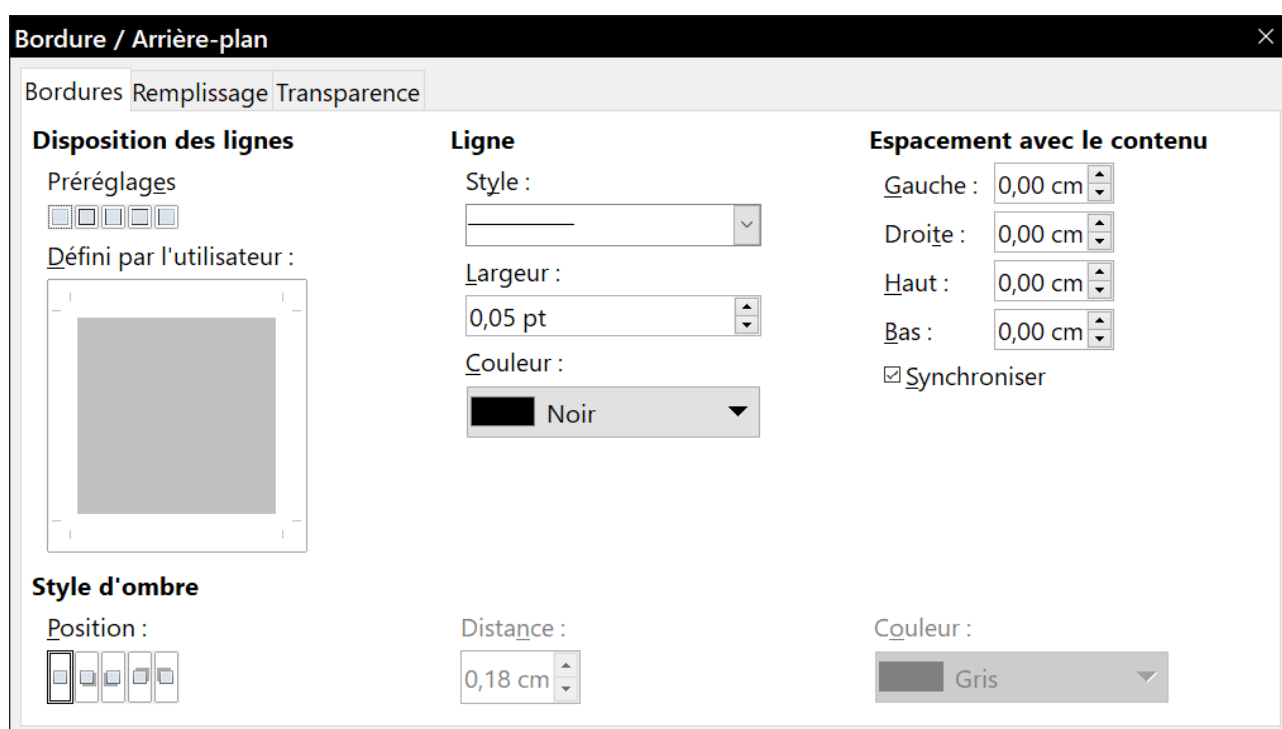 Bordure / Arrière-plan
Bordures Remplissage Transparence
Disposition des lignes
Préréglages
Défini par l'utilisateur :
Ligne
Style :
Largeur :
0,05 pt
Couleur :
Noir
Espacement avec le contenu
Gauche : 0,00 cm
Droite : 0,00 cm
Haut : 0,00 cm
Bas : 0,00 cm
Synchroniser
Style d'ombre
Position :
Distance :
0,18 cm
Couleur :
Gris